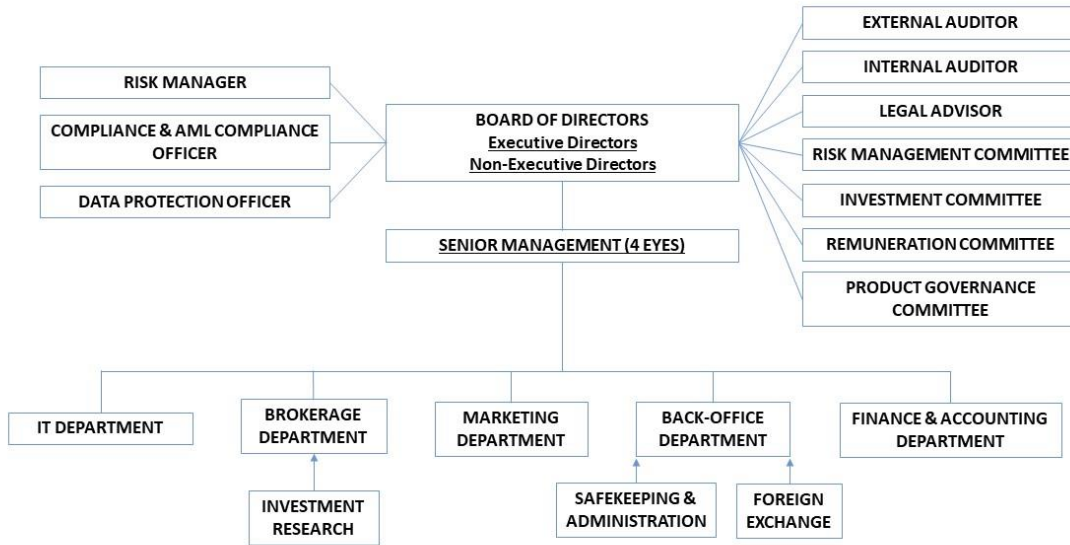 EXTERNAL AUDITOR
RISK MANAGER
INTERNAL AUDITOR
COMPLIANCE & AML COMPLIANCE
OFFICER
BOARD OF DIRECTORS
Executive Directors
Non-Executive Directors
LEGAL ADVISOR
RISK MANAGEMENT COMMITTEE
DATA PROTECTION OFFICER
INVESTMENT COMMITTEE
SENIOR MANAGEMENT (4 EYES)
REMUNERATION COMMITTEE
PRODUCT GOVERNANCE
COMMITTEE
IT DEPARTMENT
BROKERAGE
DEPARTMENT
MARKETING
DEPARTMENT
BACK-OFFICE
DEPARTMENT
FINANCE & ACCOUNTING
DEPARTMENT
INVESTMENT
RESEARCH
SAFEKEEPING &
ADMINISTRATION
FOREIGN
EXCHANGE